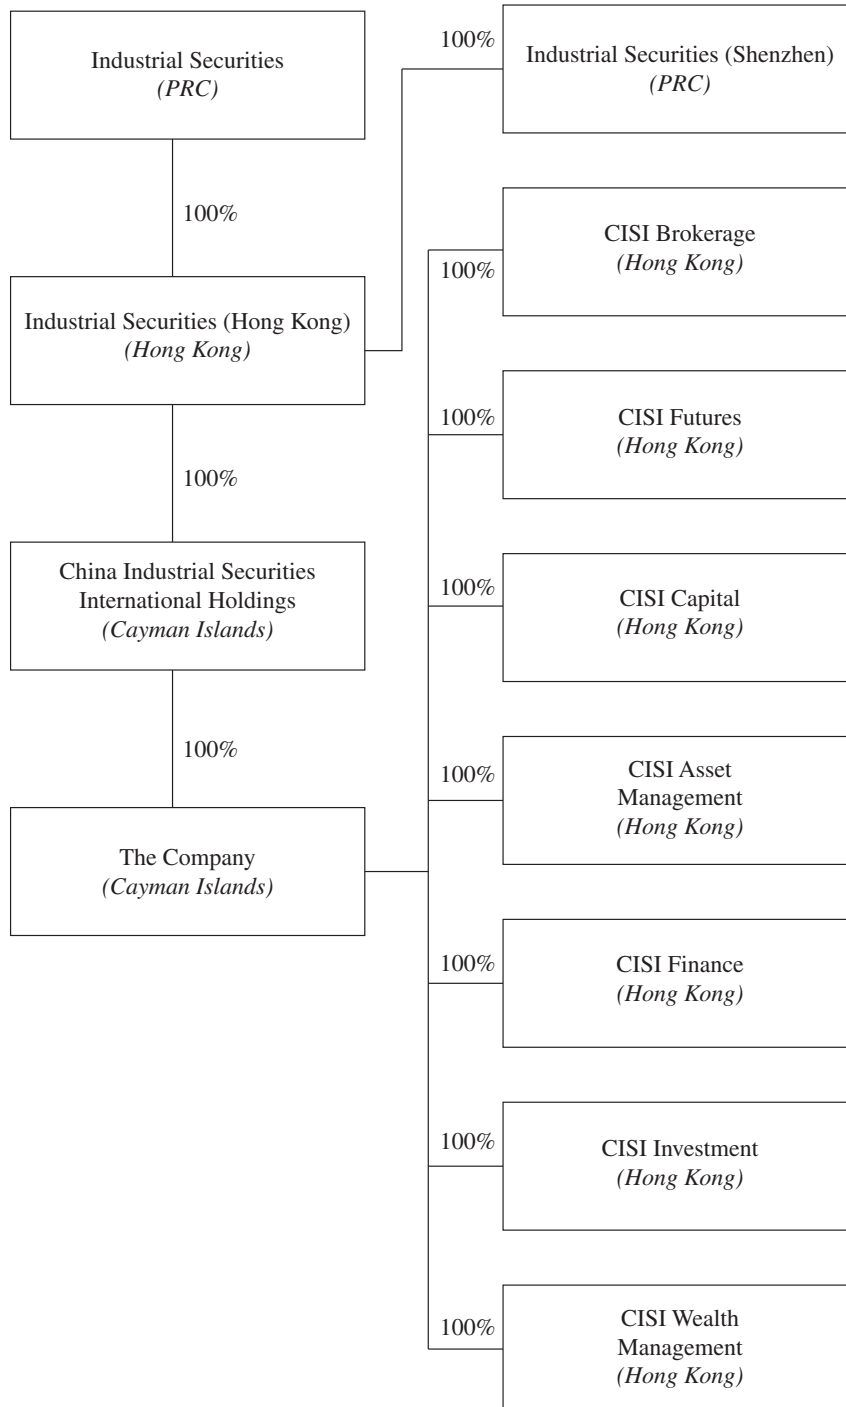 Industrial Securities
(PRC)
100%
Industrial Securities (Hong Kong)
(Hong Kong)
100%
China Industrial Securities
International Holdings
(Cayman Islands)
100%
The Company
(Cayman Islands)
100%
Industrial Securities (Shenzhen)
(PRC)
100%
CISI Brokerage
(Hong Kong)
100%
CISI Futures
(Hong Kong)
100%
CISI Capital
(Hong Kong)
100%
CISI Asset
Management
(Hong Kong)
100%
CISI Finance
(Hong Kong)
100%
CISI Investment
(Hong Kong)
100%
CISI Wealth
Management
(Hong Kong)